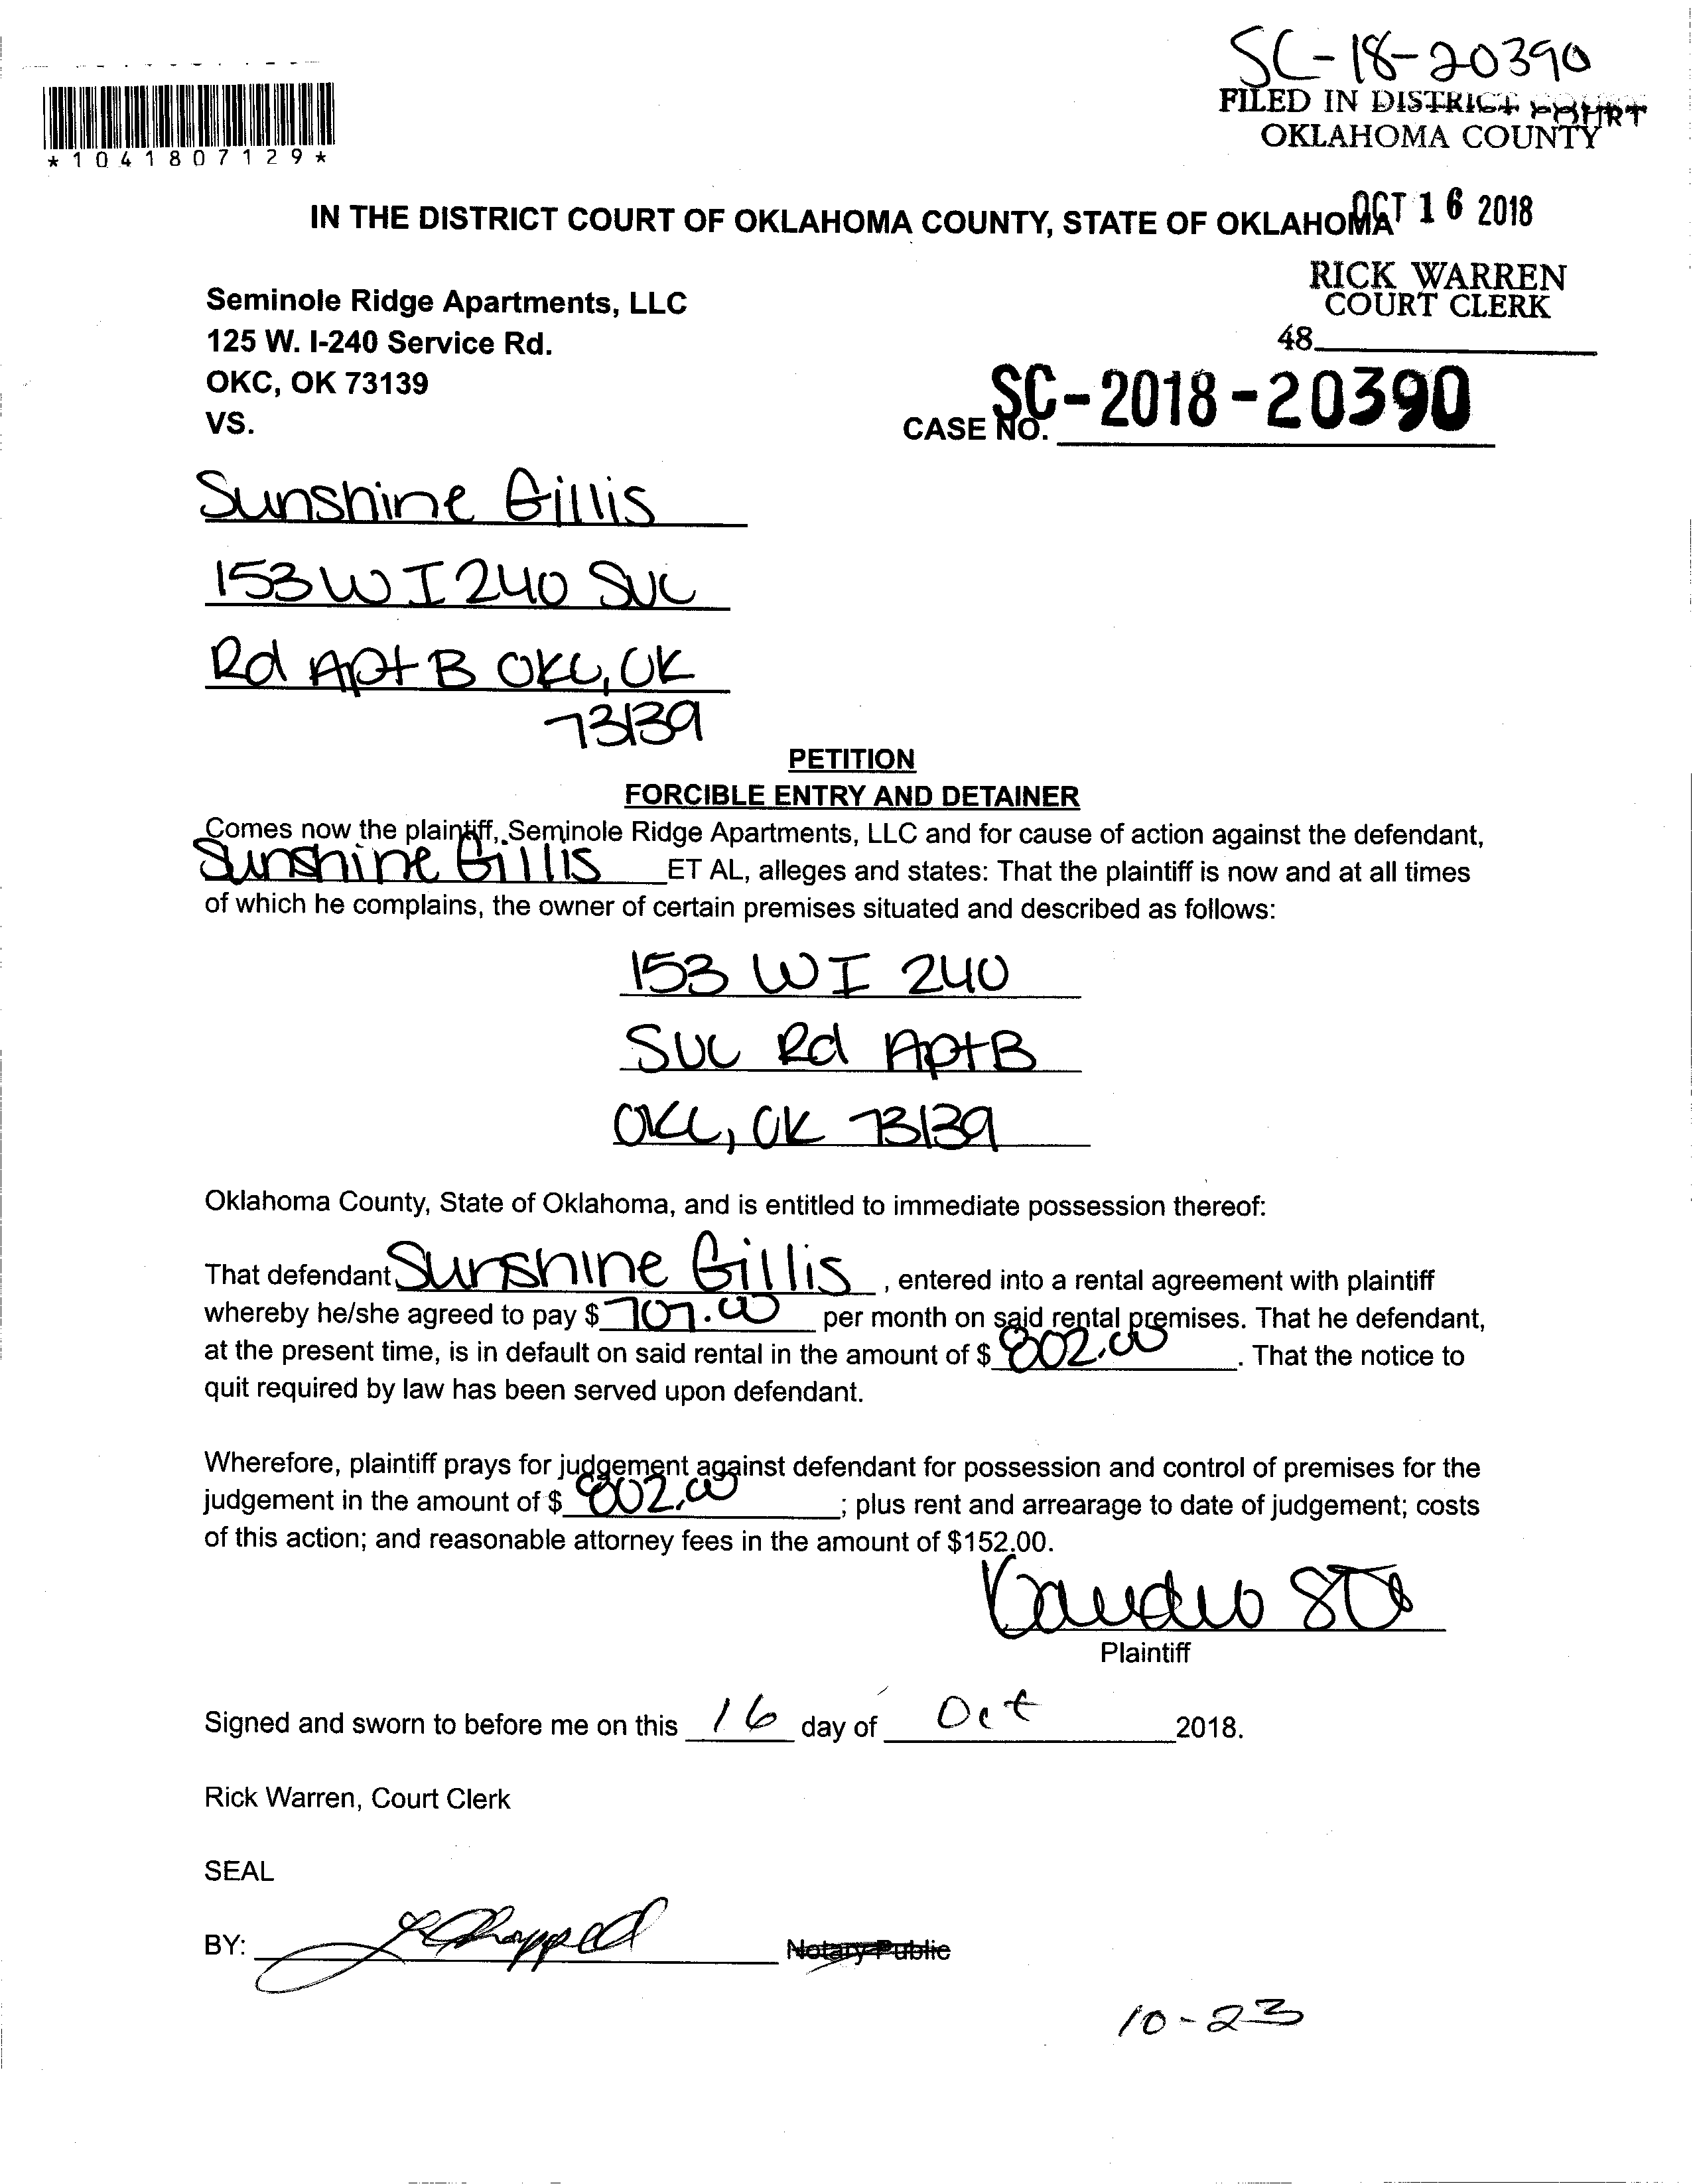 SC-18-20390
FILED IN DISTRICT COURT
OKLAHOMA COUNTY
*1041807129*
IN THE DISTRICT COURT OF OKLAHOMA COUNTY, STATE OF OKLAHOMA
OCT 16 2018
RICK WARREN
COURT CLERK
48
Seminole Ridge Apartments, LLC
125 W. I-240 Service Rd.
OKC, OK 73139
VS.
CASE NO. SC-2018-20390
Sunshine Gillis
153 W I 240 SVC
Rd Apt B OKC, OK
73139
PETITION
FORCIBLE ENTRY AND DETAINER
Comes now the plaintiff, Seminole Ridge Apartments, LLC and for cause of action against the defendant,
Sunshine Gillis ET AL, alleges and states: That the plaintiff is now and at all times
of which he complains, the owner of certain premises situated and described as follows:
153 W I 240
SVC Rd Apt B
OKC, OK 73139
Oklahoma County, State of Oklahoma, and is entitled to immediate possession thereof:
That defendant Sunshine Gillis, entered into a rental agreement with plaintiff
whereby he/she agreed to pay $ 707.00 per month on said rental premises. That he defendant,
at the present time, is in default on said rental in the amount of $ 802.00. That the notice to
quit required by law has been served upon defendant.
Wherefore, plaintiff prays for judgement against defendant for possession and control of premises for the
judgement in the amount of $ 802.00; plus rent and arrearage to date of judgement; costs
of this action; and reasonable attorney fees in the amount of $152.00.
Plaintiff
Signed and sworn to before me on this 16 day of Oct 2018.
Rick Warren, Court Clerk
SEAL
BY:
Notary Public
10-23